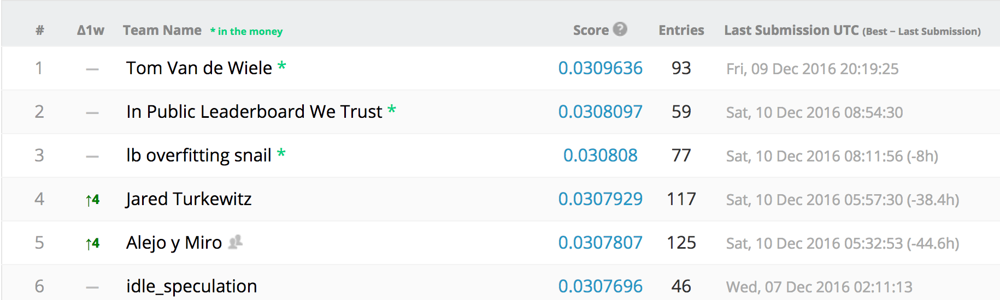 # Δ1w Team Name * in the money Score ? Entries Last Submission UTC (Best − Last Submission)
1 — Tom Van de Wiele * 0.0309636 93 Fri, 09 Dec 2016 20:19:25
2 — In Public Leaderboard We Trust * 0.0308097 59 Sat, 10 Dec 2016 08:54:30
3 — lb overfitting snail * 0.030808 77 Sat, 10 Dec 2016 08:11:56 (-8h)
4 ↑4 Jared Turkewitz 0.0307929 117 Sat, 10 Dec 2016 05:57:30 (-38.4h)
5 ↑4 Alejo y Miro 0.0307807 125 Sat, 10 Dec 2016 05:32:53 (-44.6h)
6 — idle_speculation 0.0307696 46 Wed, 07 Dec 2016 02:11:13